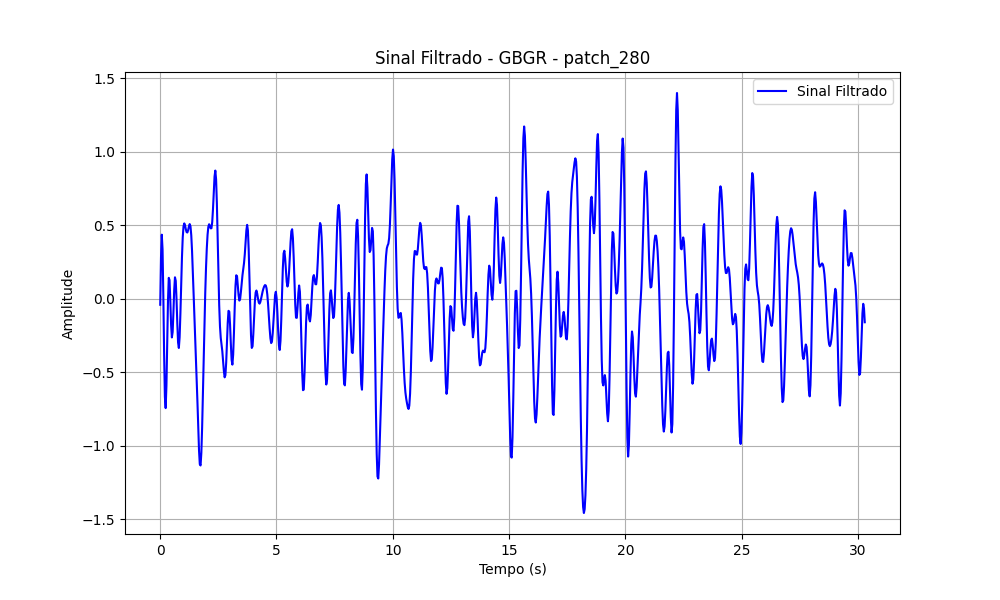 Sinal Filtrado - GBGR - patch_280
Sinal Filtrado
1.5
1.0
0.5
0.0
−0.5
−1.0
−1.5
Amplitude
0 5 10 15 20 25 30
Tempo (s)